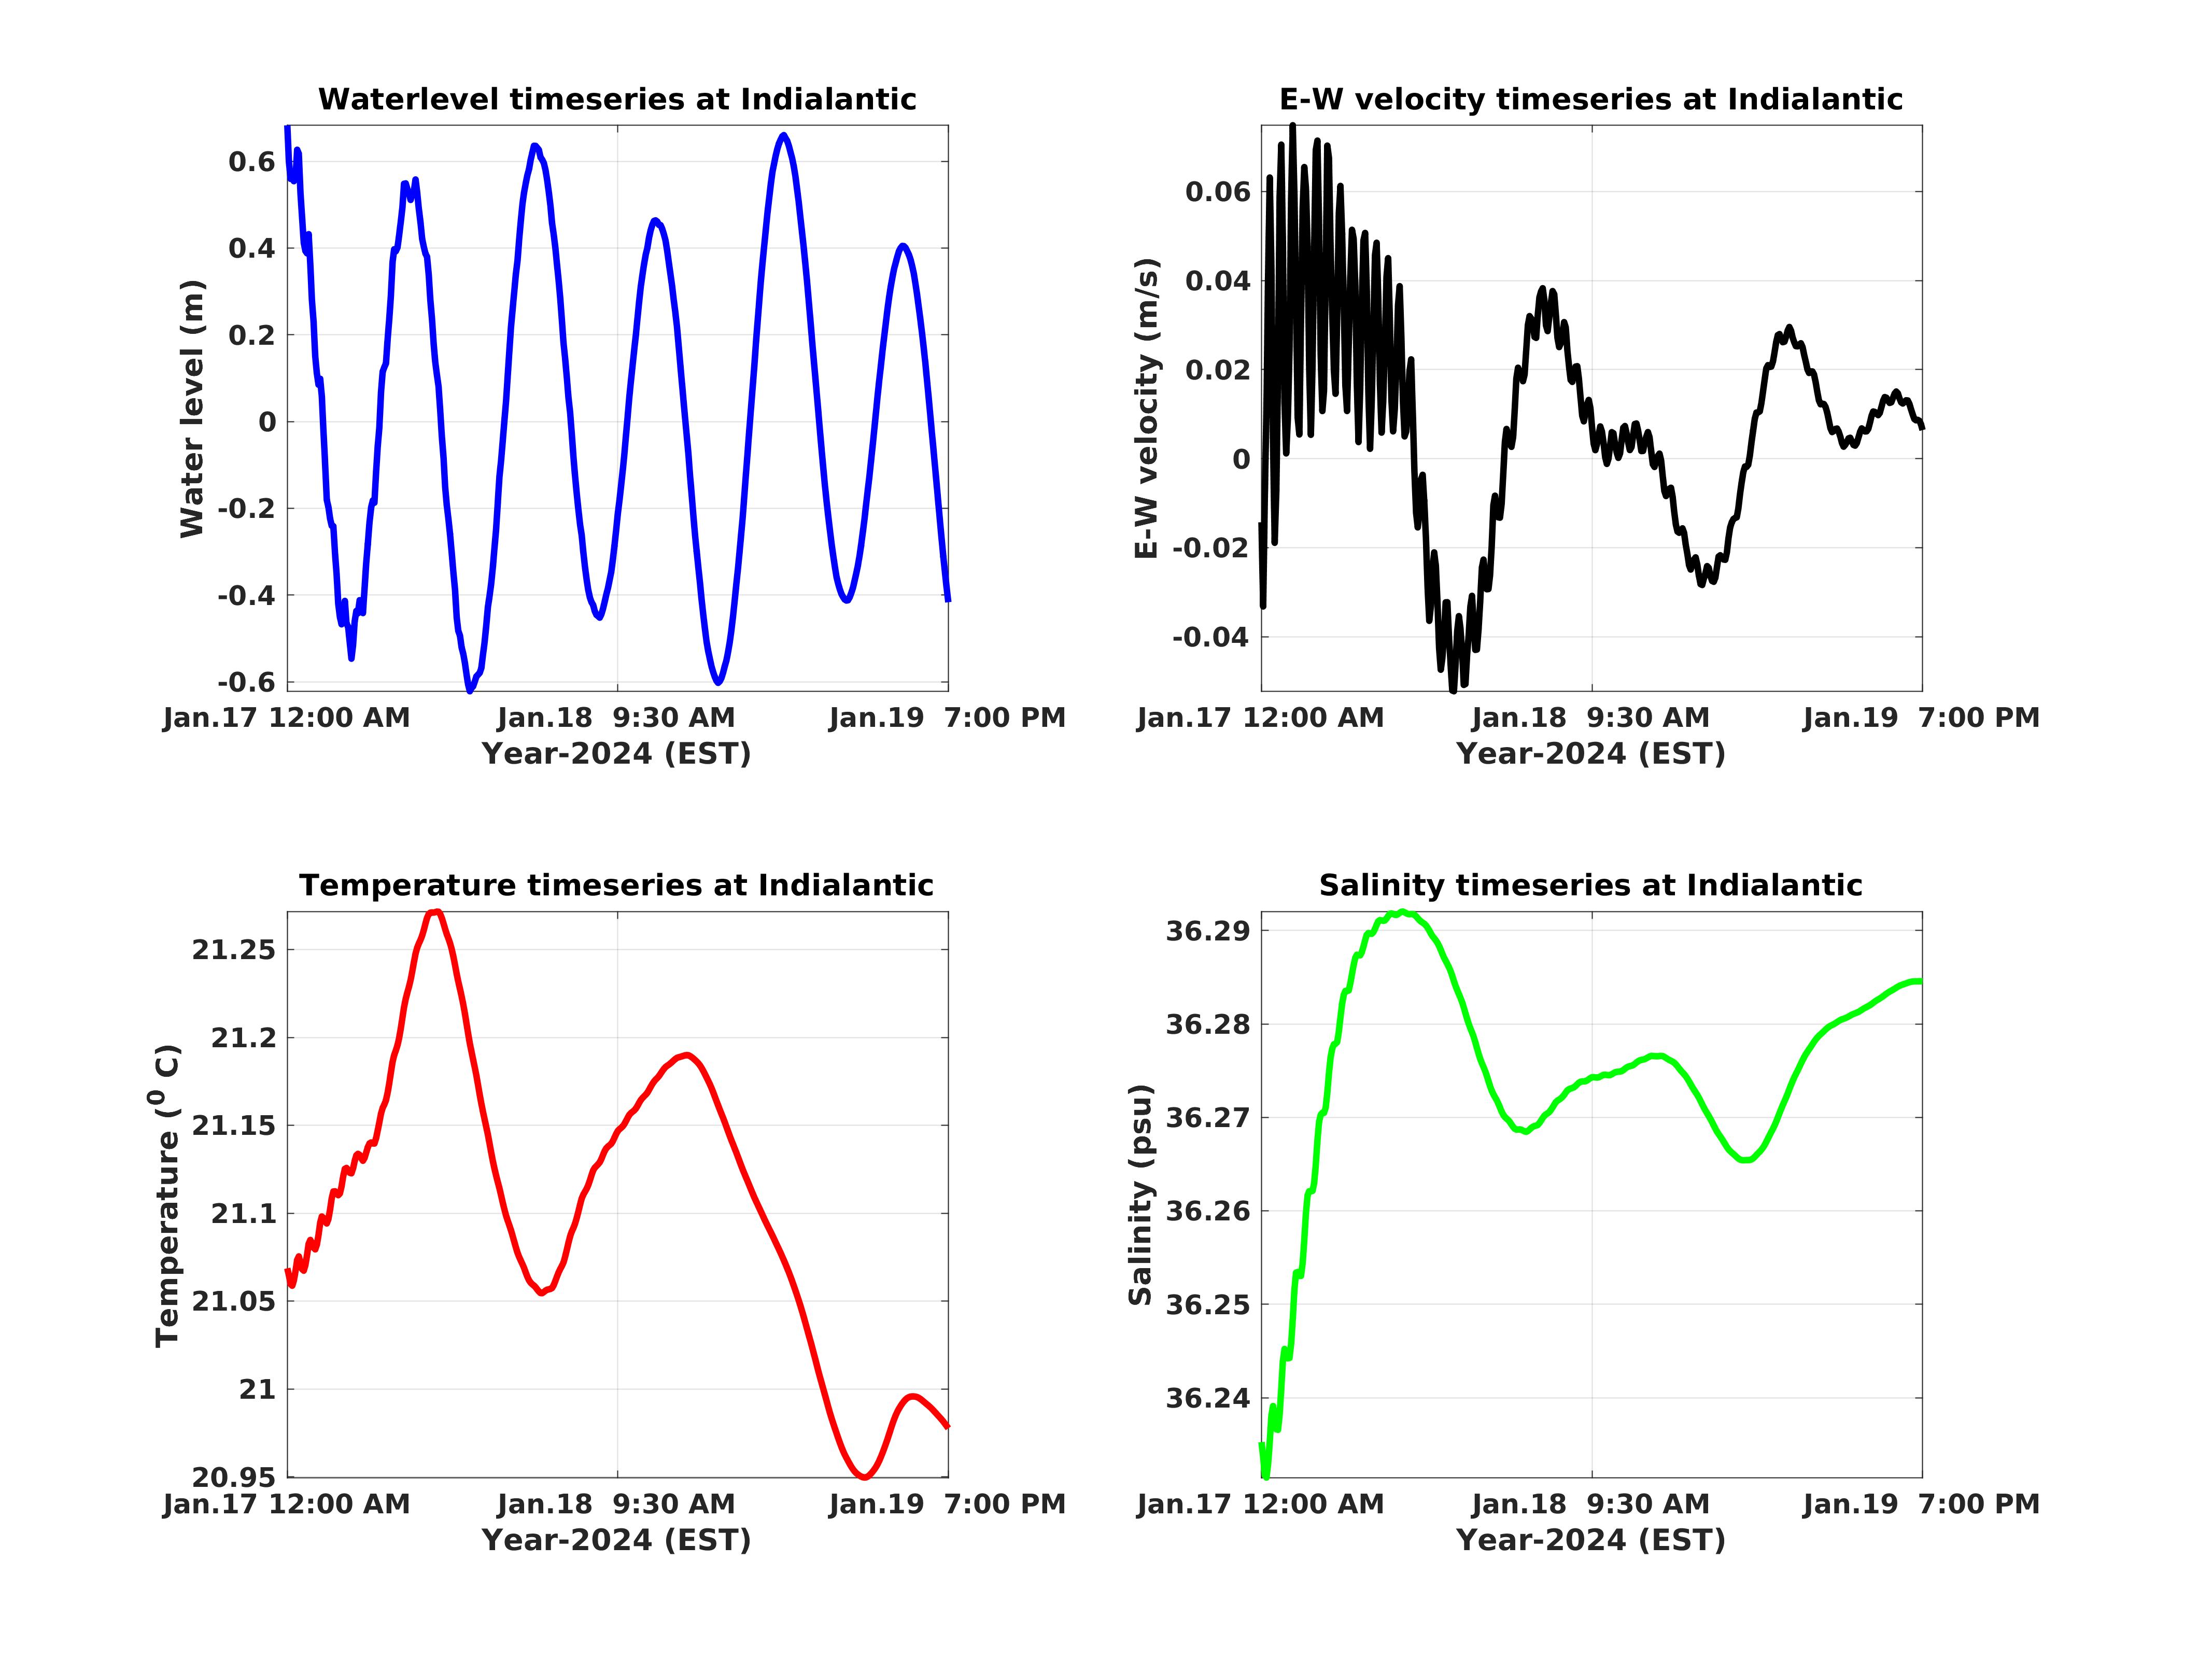 Waterlevel timeseries at Indialantic
Water level (m)
0.6
0.4
0.2
0
-0.2
-0.4
-0.6
Jan.17 12:00 AM
Jan.18  9:30 AM
Jan.19  7:00 PM
Year-2024 (EST)
E-W velocity timeseries at Indialantic
E-W velocity (m/s)
0.06
0.04
0.02
0
-0.02
-0.04
Jan.17 12:00 AM
Jan.18  9:30 AM
Jan.19  7:00 PM
Year-2024 (EST)
Temperature timeseries at Indialantic
Temperature (⁰ C)
21.25
21.2
21.15
21.1
21.05
21
20.95
Jan.17 12:00 AM
Jan.18  9:30 AM
Jan.19  7:00 PM
Year-2024 (EST)
Salinity timeseries at Indialantic
Salinity (psu)
36.29
36.28
36.27
36.26
36.25
36.24
Jan.17 12:00 AM
Jan.18  9:30 AM
Jan.19  7:00 PM
Year-2024 (EST)